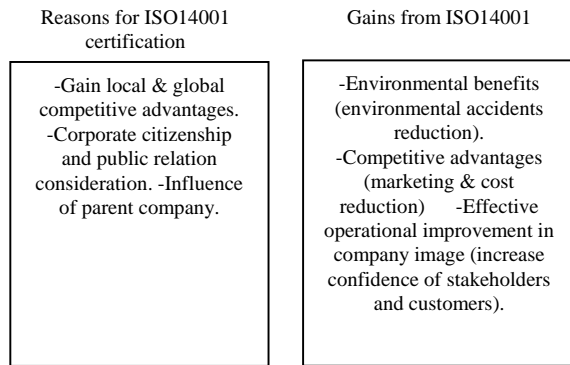 Reasons for ISO14001
certification
-Gain local & global
competitive advantages.
-Corporate citizenship
and public relation
consideration. -Influence
of parent company.
Gains from ISO14001
-Environmental benefits
(environmental accidents
reduction).
-Competitive advantages
(marketing & cost
reduction) -Effective
operational improvement in
company image (increase
confidence of stakeholders
and customers).